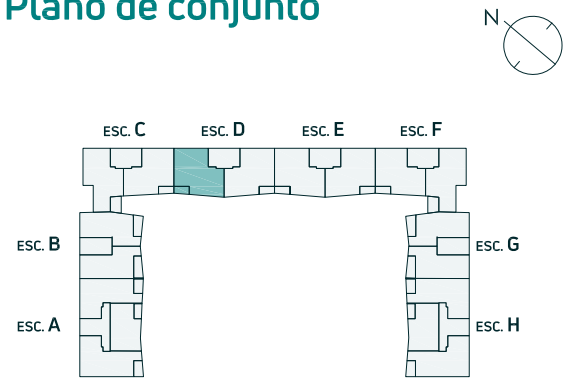 Plano de conjunto
N
ESC. C
ESC. D
ESC. E
ESC. F
ESC. B
ESC. G
ESC. A
ESC. H